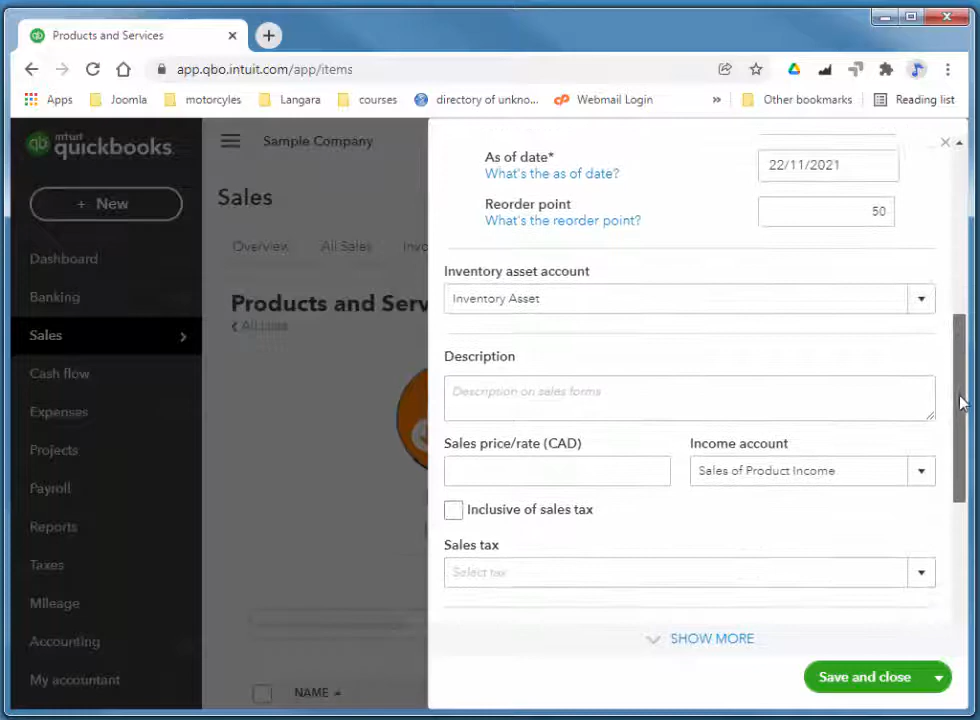 Products and Services
app.qbo.intuit.com/app/items
Apps
Joomla
motorcyles
Langara
courses
directory of unkno...
Webmail Login
»
Other bookmarks
Reading list
intuit
quickbooks.
Sample Company
+ New
Sales
Overview
All Sales
Invo
Products and Serv
All Lists
Dashboard
Banking
Sales
Cash flow
Expenses
Projects
Payroll
Reports
Taxes
Mileage
Accounting
My accountant
NAME
As of date*
What's the as of date?
22/11/2021
Reorder point
What's the reorder point?
50
Inventory asset account
Inventory Asset
Description
Description on sales forms
Sales price/rate (CAD)
Income account
Sales of Product Income
Inclusive of sales tax
Sales tax
Select tax
SHOW MORE
Save and close